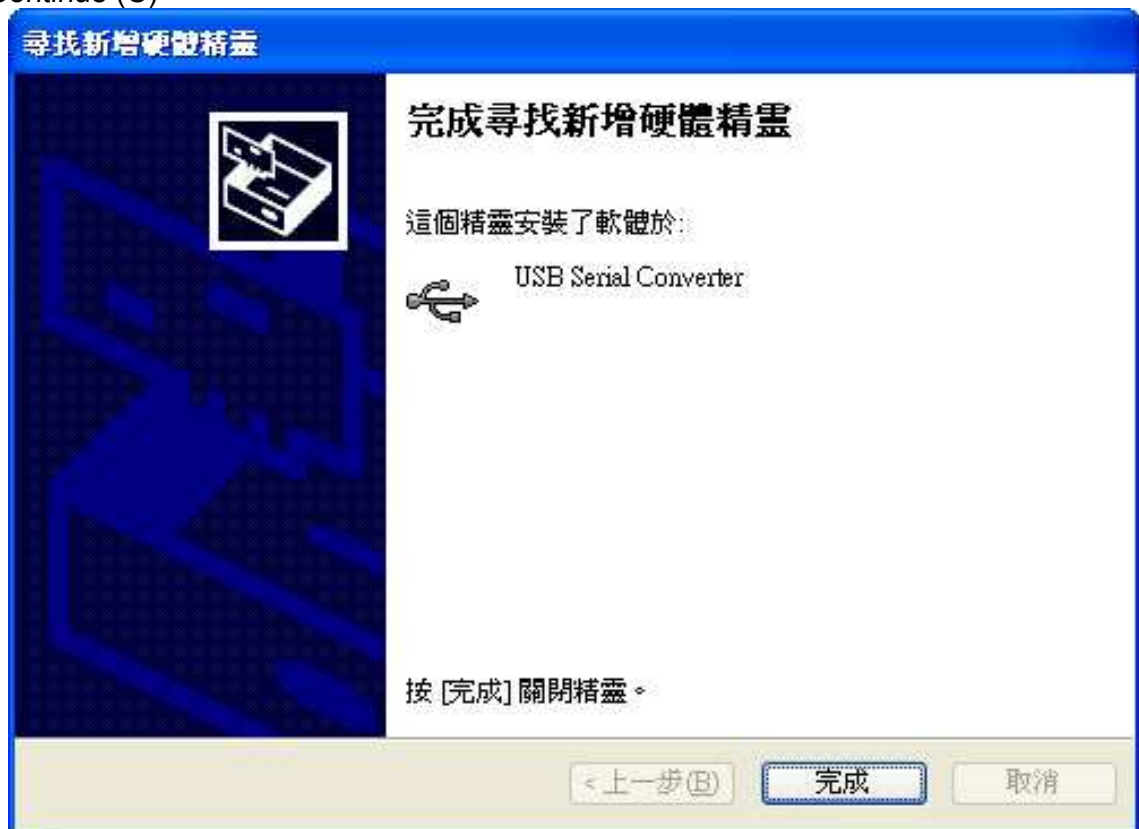 Continue (C)
尋找新增硬體精靈
完成尋找新增硬體精靈
這個精靈安裝了軟體於:
USB Serial Converter
按 [完成] 關閉精靈。
<上一步(B) 完成 取消